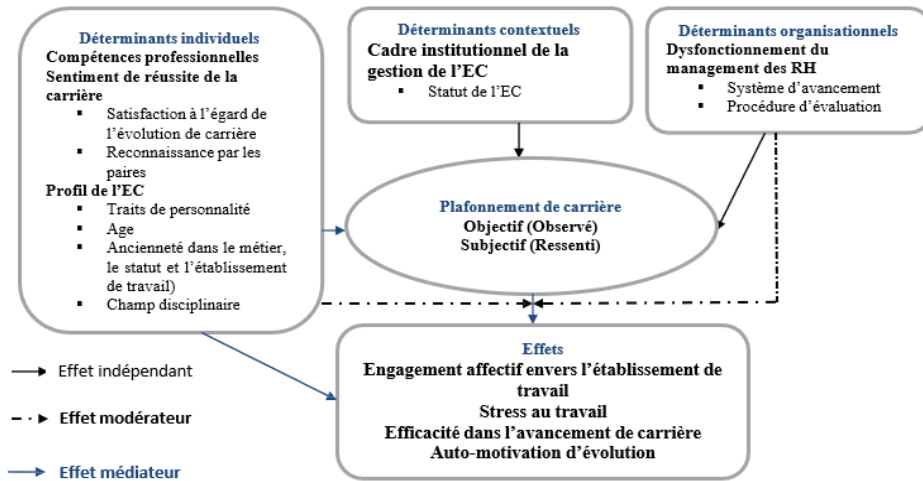 Déterminants individuels
Compétences professionnelles
Sentiment de réussite de la
carrière
▪ Satisfaction à l'égard de
l'évolution de carrière
▪ Reconnaissance par les
paires
Profil de l'EC
▪ Traits de personnalité
▪ Age
▪ Ancienneté dans le métier,
le statut et l'établissement
de travail)
▪ Champ disciplinaire
Déterminants contextuels
Cadre institutionnel de la
gestion de l'EC
▪ Statut de l'EC
Déterminants organisationnels
Dysfonctionnement du
management des RH
▪ Système d'avancement
▪ Procédure d'évaluation
Plafonnement de carrière
Objectif (Observé)
Subjectif (Ressenti)
Effets
Engagement affectif envers l'établissement de
travail
Stress au travail
Efficacité dans l'avancement de carrière
Auto-motivation d'évolution
Effet indépendant
Effet modérateur
Effet médiateur